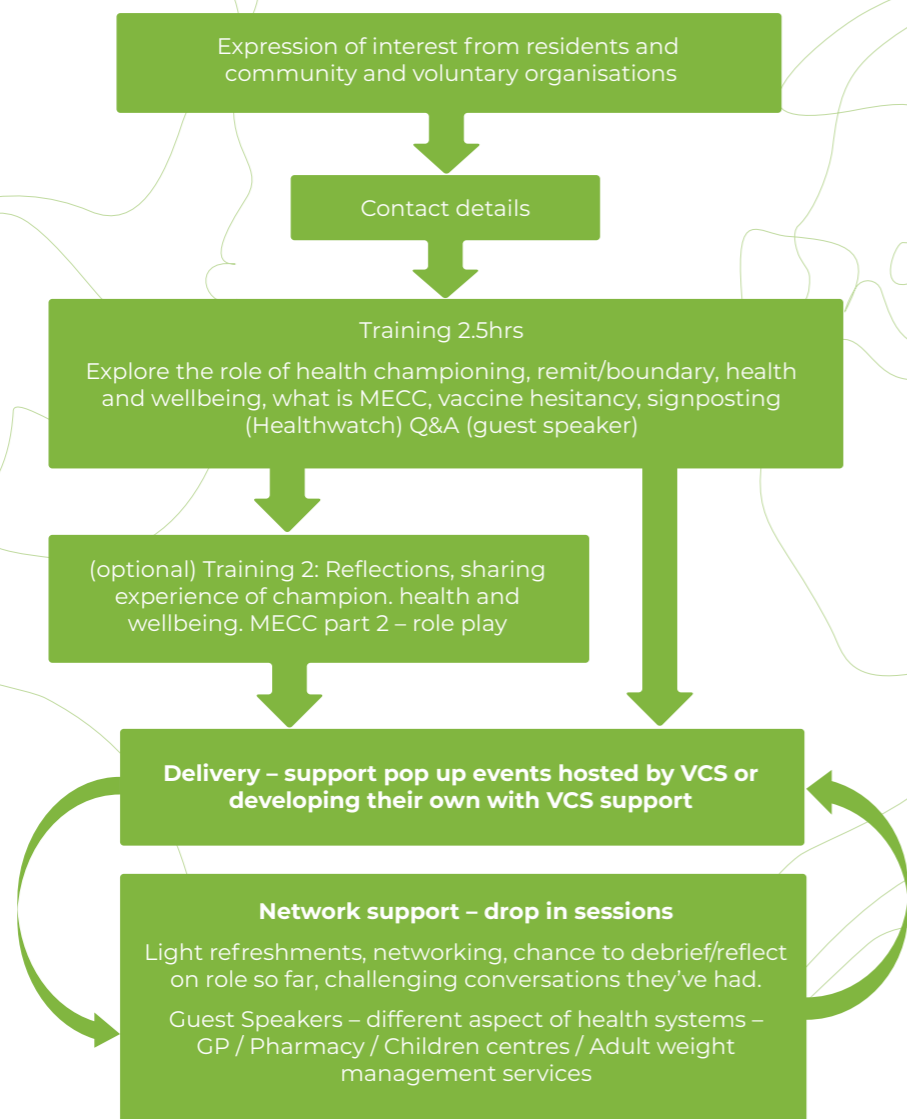 Expression of interest from residents and
community and voluntary organisations
Contact details
Training 2.5hrs
Explore the role of health championing, remit/boundary, health
and wellbeing, what is MECC, vaccine hesitancy, signposting
(Healthwatch) Q&A (guest speaker)
(optional) Training 2: Reflections, sharing
experience of champion. health and
wellbeing. MECC part 2 – role play
Delivery – support pop up events hosted by VCS or
developing their own with VCS support
Network support – drop in sessions
Light refreshments, networking, chance to debrief/reflect
on role so far, challenging conversations they've had.
Guest Speakers – different aspect of health systems –
GP / Pharmacy / Children centres / Adult weight
management services